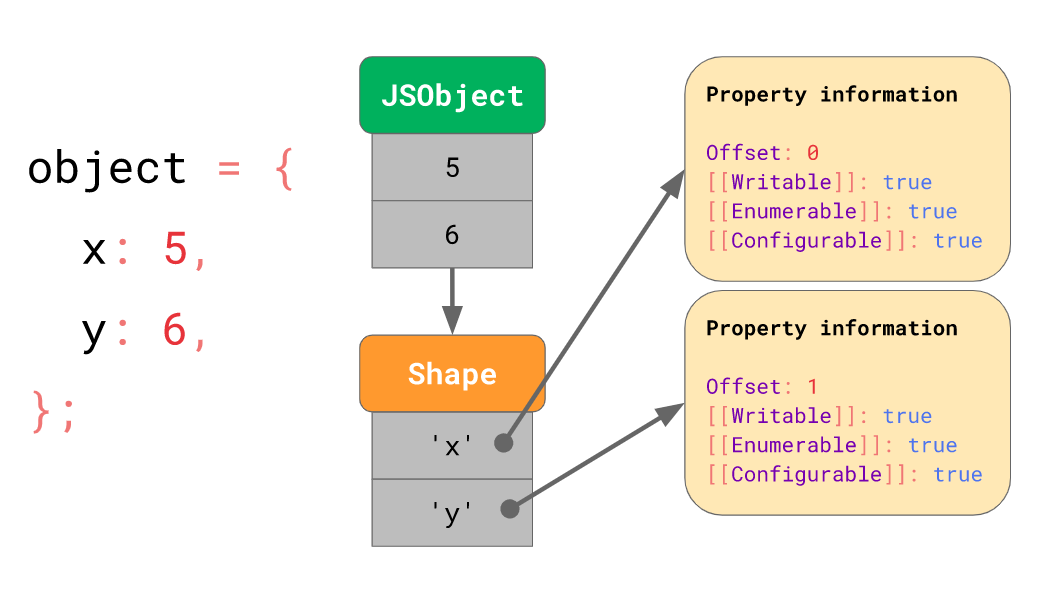 object = {
  x: 5,
  y: 6,
};
JSObject
5
6
Shape
'x'
'y'
Property information
Offset: 0
[[Writable]]: true
[[Enumerable]]: true
[[Configurable]]: true
Property information
Offset: 1
[[Writable]]: true
[[Enumerable]]: true
[[Configurable]]: true